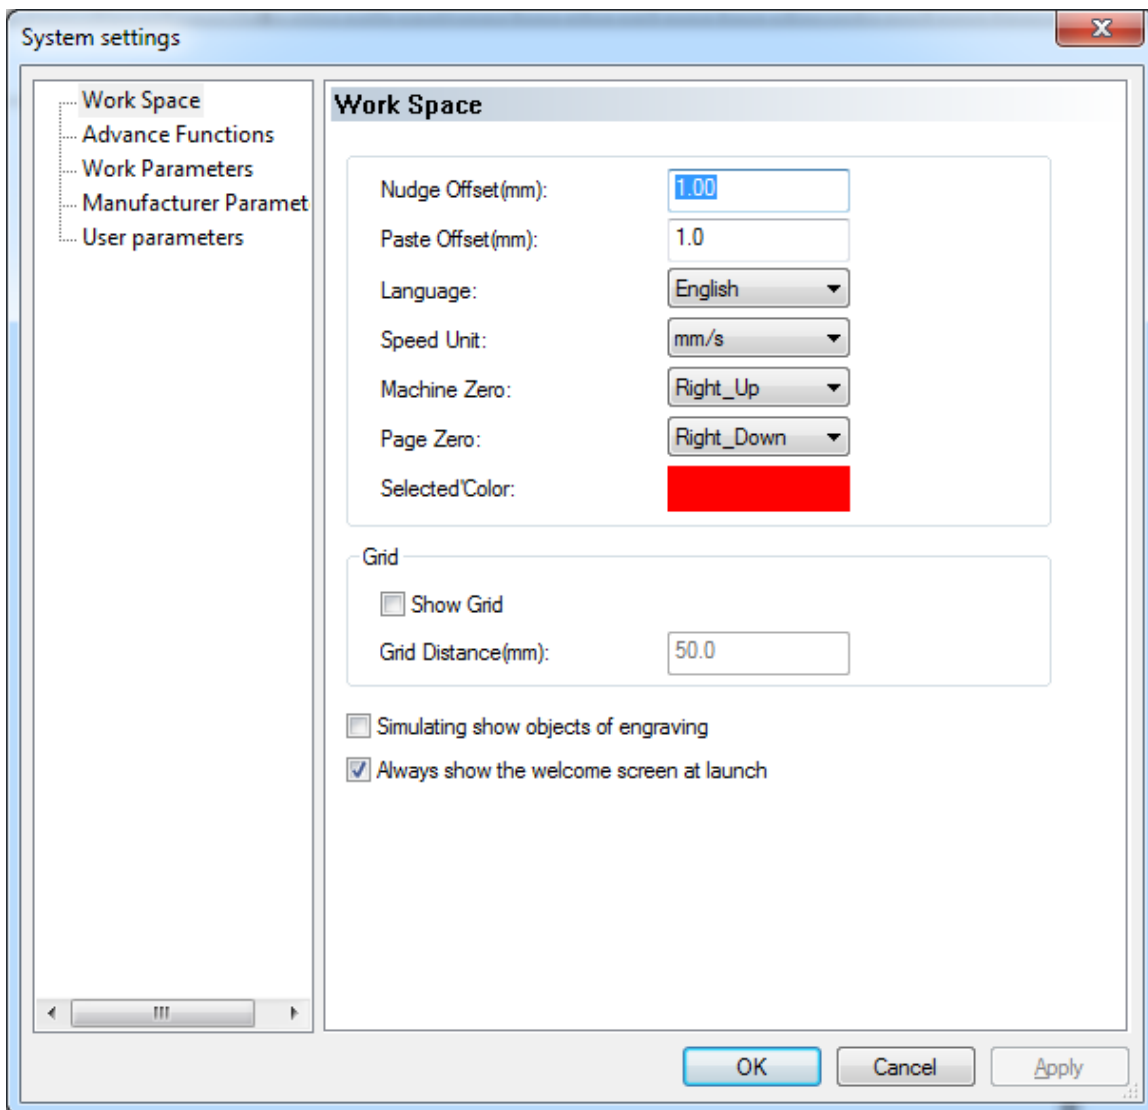 System settings
Work Space
Advance Functions
Work Parameters
Manufacturer Paramet
User parameters
Work Space
Nudge Offset(mm): 1.00
Paste Offset(mm): 1.0
Language: English
Speed Unit: mm/s
Machine Zero: Right_Up
Page Zero: Right_Down
Selected'Color:
Grid
Show Grid
Grid Distance(mm): 50.0
Simulating show objects of engraving
Always show the welcome screen at launch
OK Cancel Apply